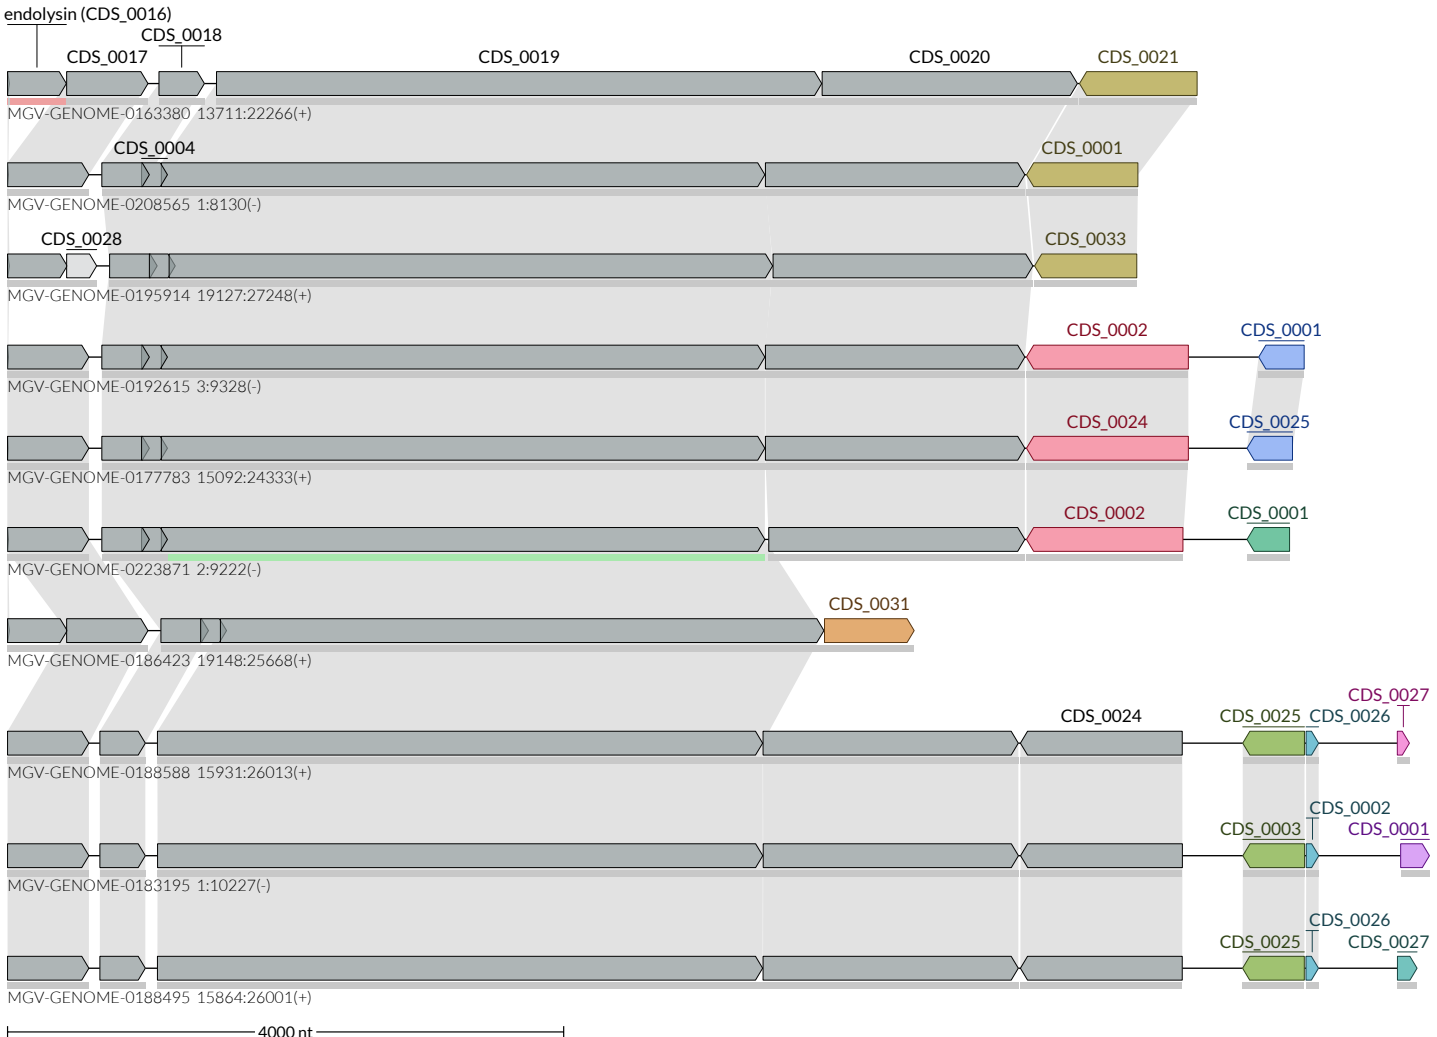 endolysin (CDS_0016)
CDS_0018
CDS_0017 CDS_0019 CDS_0020 CDS_0021
MGV-GENOME-0163380 13711:22266(+)
CDS_0004 CDS_0001
MGV-GENOME-0208565 1:8130(-)
CDS_0028 CDS_0033
MGV-GENOME-0195914 19127:27248(+)
CDS_0002 CDS_0001
MGV-GENOME-0192615 3:9328(-)
CDS_0024 CDS_0025
MGV-GENOME-0177783 15092:24333(+)
CDS_0002 CDS_0001
MGV-GENOME-0223871 2:9222(-)
CDS_0031
MGV-GENOME-0186423 19148:25668(+)
CDS_0027
CDS_0024 CDS_0025 CDS_0026
MGV-GENOME-0188588 15931:26013(+)
CDS_0002
CDS_0003 CDS_0001
MGV-GENOME-0183195 1:10227(-)
CDS_0026
CDS_0025 CDS_0027
MGV-GENOME-0188495 15864:26001(+)
4000 nt